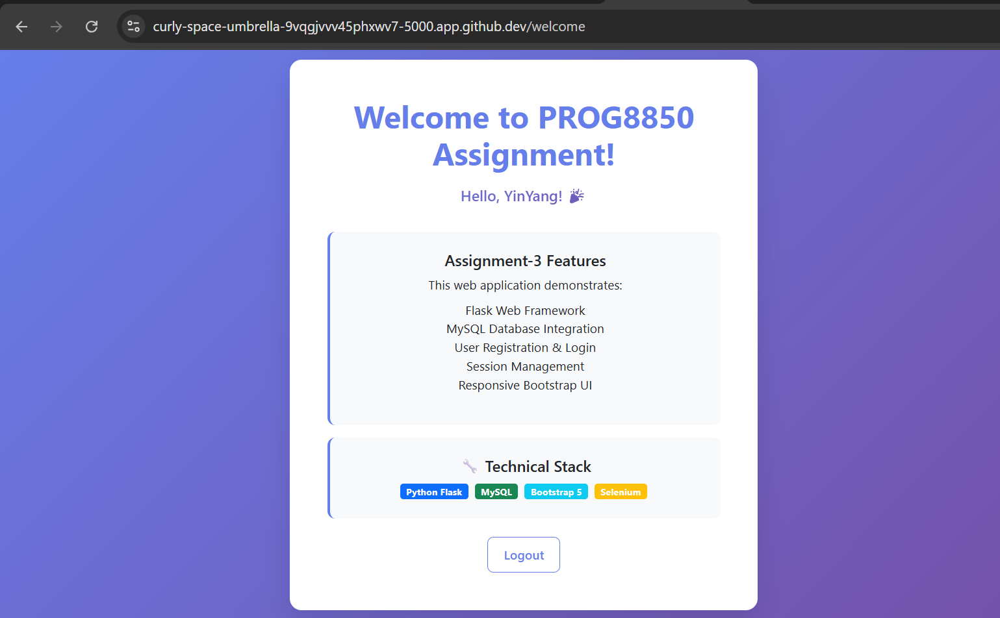 curly-space-umbrella-9vqgjvvv45phxwv7-5000.app.github.dev/welcome
Welcome to PROG8850
Assignment!
Hello, YinYang! 🎉
Assignment-3 Features
This web application demonstrates:
Flask Web Framework
MySQL Database Integration
User Registration & Login
Session Management
Responsive Bootstrap UI
🔧 Technical Stack
Python Flask MySQL Bootstrap 5 Selenium
Logout